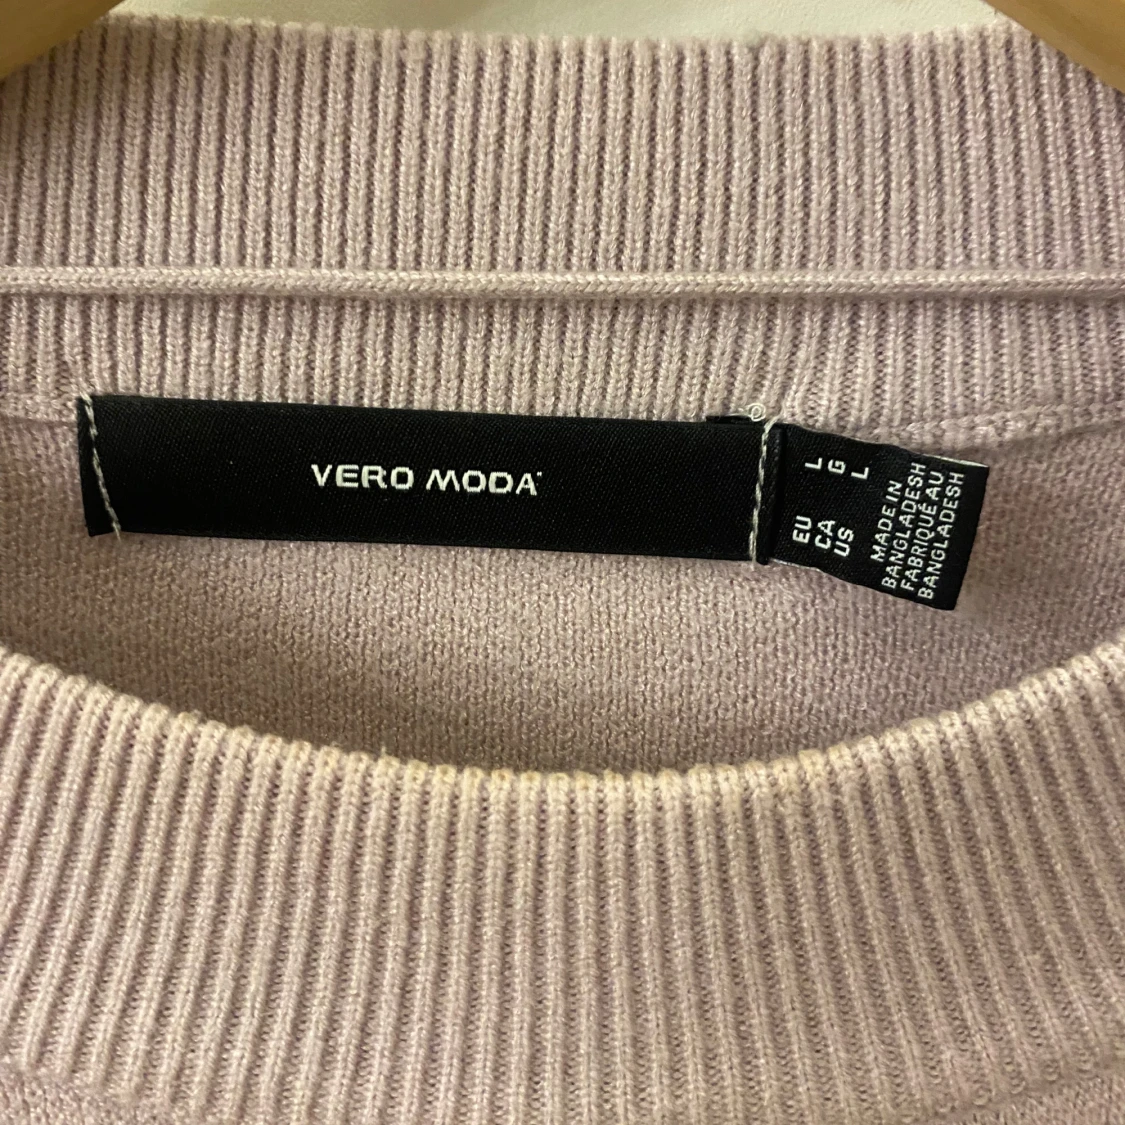 VERO MODA
EU L
CA G
US L
MADE IN
BANGLADESH
FABRIQUÉ AU
BANGLADESH